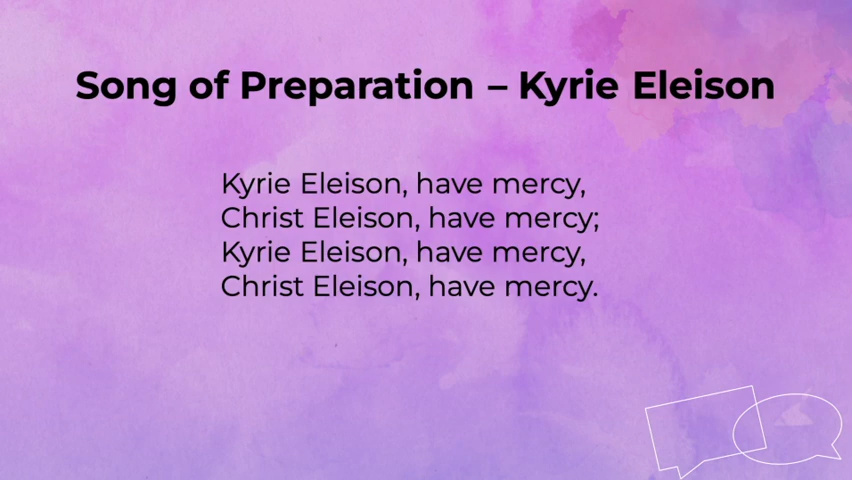 Song of Preparation – Kyrie Eleison
Kyrie Eleison, have mercy,
Christ Eleison, have mercy;
Kyrie Eleison, have mercy,
Christ Eleison, have mercy.